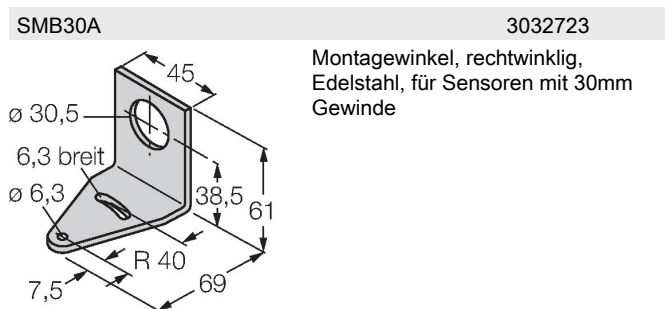 SMB30A 3032723
Montagewinkel, rechtwinklig,
Edelstahl, für Sensoren mit 30mm
Gewinde
45
ø 30,5
6,3 breit
ø 6,3
38,5
61
R 40
7,5
69